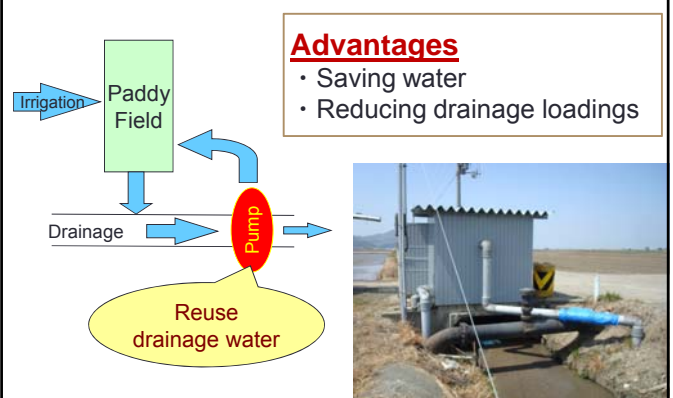 Advantages
・Saving water
・Reducing drainage loadings
Irrigation
Paddy
Field
Drainage
Pump
Reuse
drainage water